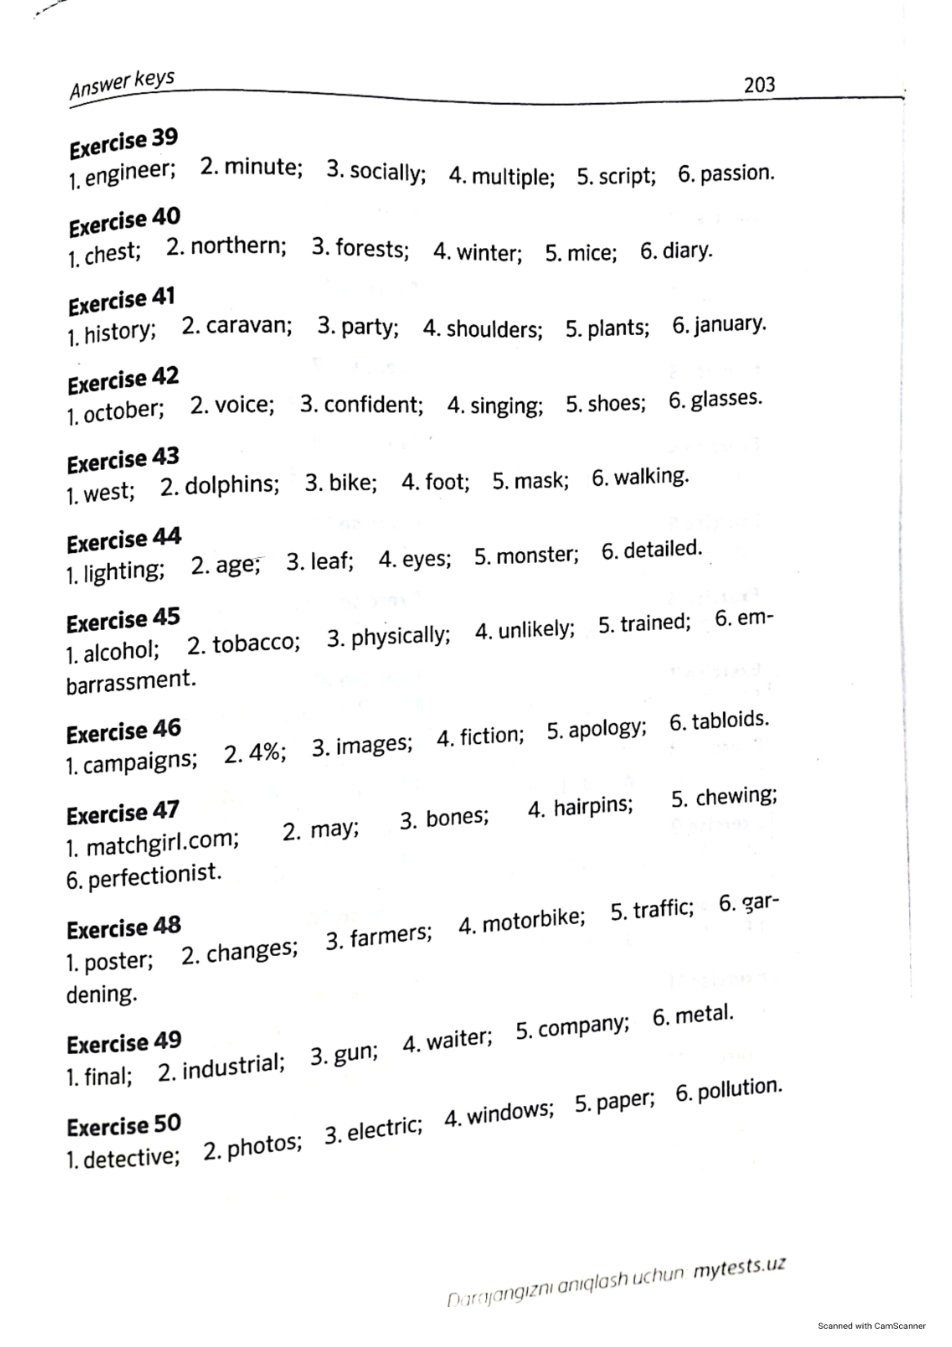 Answer keys 203
Exercise 39
1. engineer; 2. minute; 3. socially; 4. multiple; 5. script; 6. passion.
Exercise 40
1. chest; 2. northern; 3. forests; 4. winter; 5. mice; 6. diary.
Exercise 41
1. history; 2. caravan; 3. party; 4. shoulders; 5. plants; 6. january.
Exercise 42
1. october; 2. voice; 3. confident; 4. singing; 5. shoes; 6. glasses.
Exercise 43
1. west; 2. dolphins; 3. bike; 4. foot; 5. mask; 6. walking.
Exercise 44
1. lighting; 2. age; 3. leaf; 4. eyes; 5. monster; 6. detailed.
Exercise 45
1. alcohol; 2. tobacco; 3. physically; 4. unlikely; 5. trained; 6. em-
barrassment.
Exercise 46
1. campaigns; 2. 4%; 3. images; 4. fiction; 5. apology; 6. tabloids.
Exercise 47
1. matchgirl.com; 2. may; 3. bones; 4. hairpins; 5. chewing;
6. perfectionist.
Exercise 48
1. poster; 2. changes; 3. farmers; 4. motorbike; 5. traffic; 6. gar-
dening.
Exercise 49
1. final; 2. industrial; 3. gun; 4. waiter; 5. company; 6. metal.
Exercise 50
1. detective; 2. photos; 3. electric; 4. windows; 5. paper; 6. pollution.
Darajangizni aniqlash uchun mytests.uz
Scanned with CamScanner